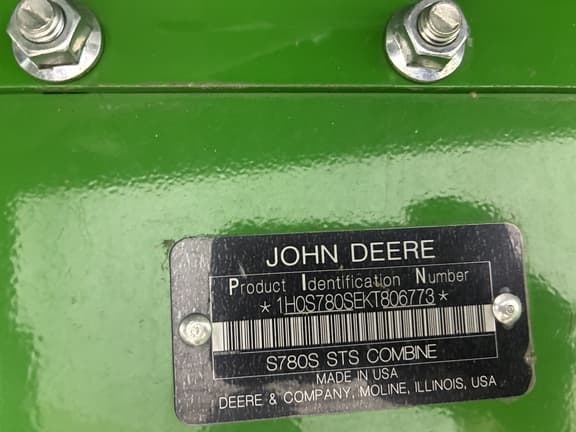 JOHN DEERE
Product Identification Number
*1H0S780SEKT806773*
S780S STS COMBINE
MADE IN USA
DEERE & COMPANY, MOLINE, ILLINOIS, USA